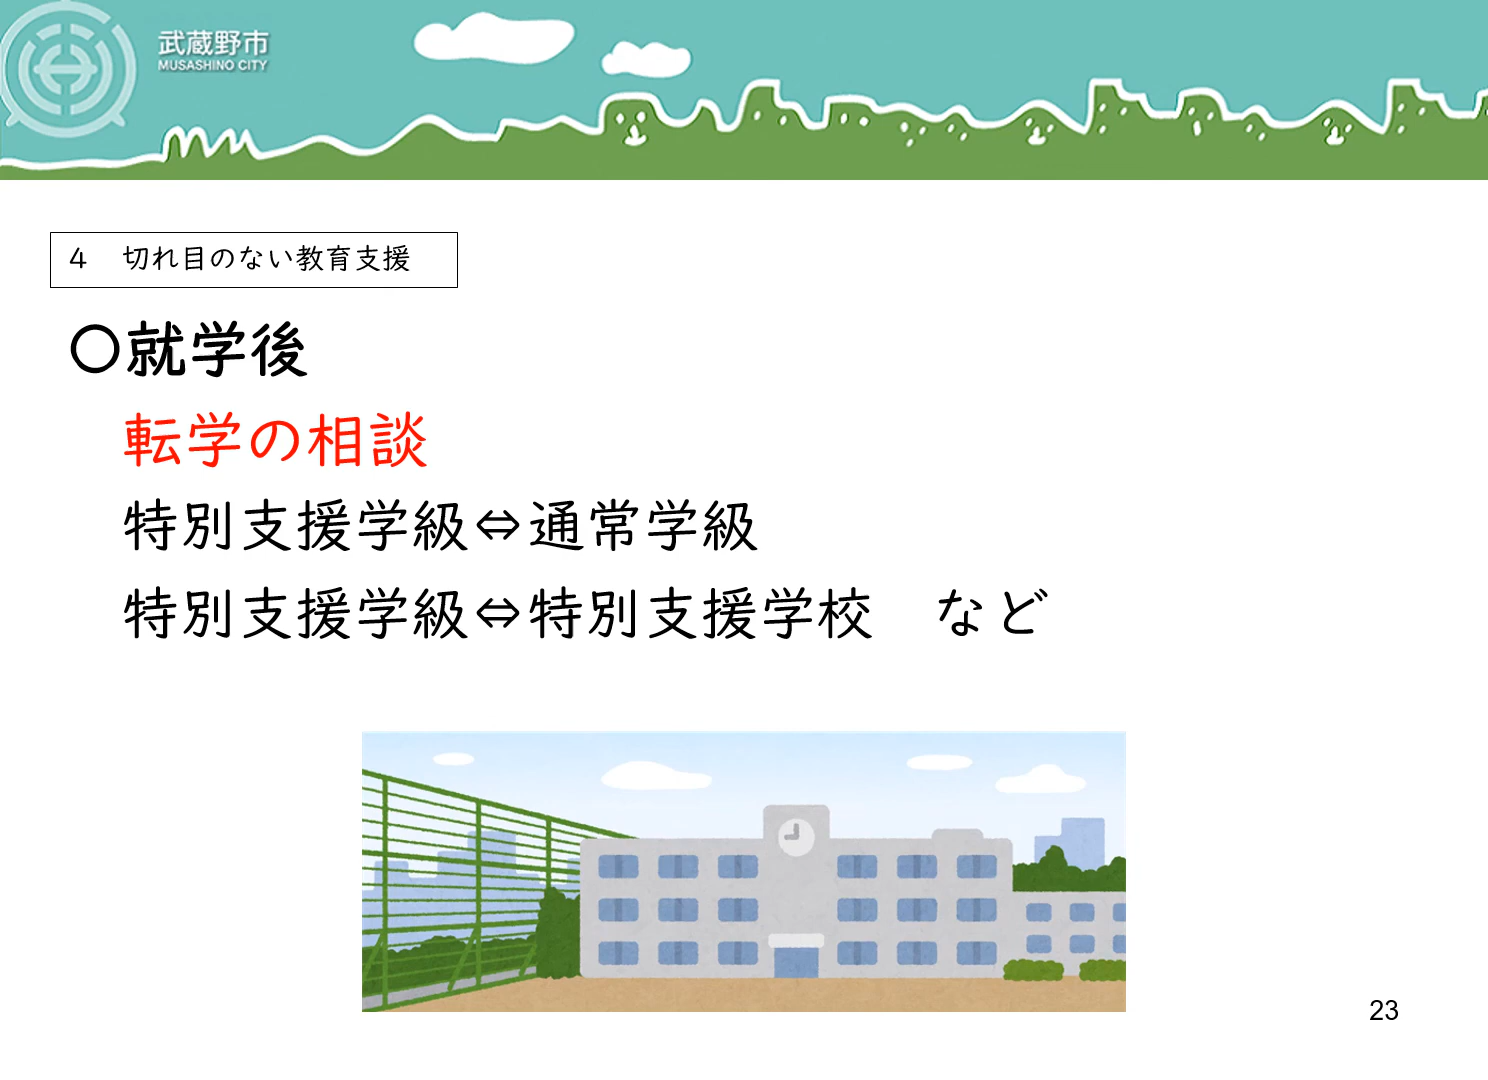 武蔵野市
MUSASHINO CITY
４　切れ目のない教育支援
〇就学後
転学の相談
特別支援学級⇔通常学級
特別支援学級⇔特別支援学校　など
23